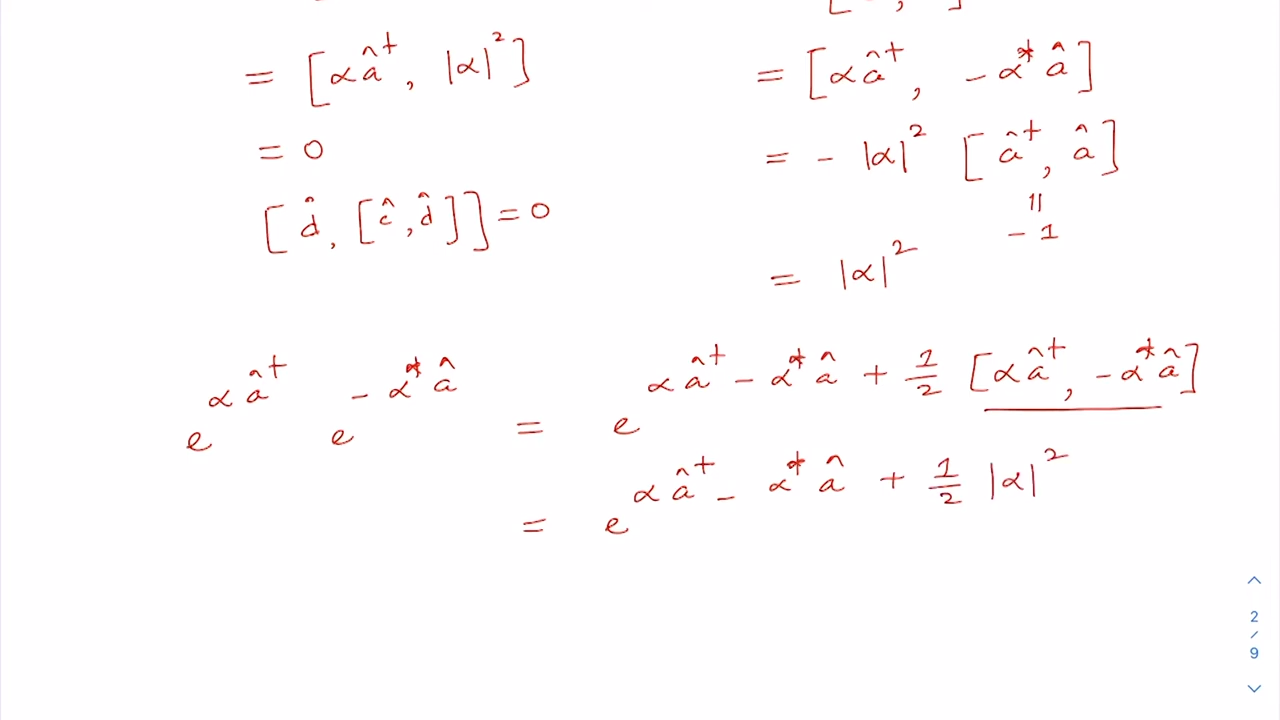 = [αâ†, |α|²]
= 0
[d̂, [ĉ, d̂]] = 0
= [αâ†, -α*â]
= - |α|² [â†, â]
||
- 1
= |α|²
e^{αâ†} e^{-α*â} = e^{αâ† - α*â + 1/2 [αâ†, -α*â]}
= e^{αâ† - α*â + 1/2 |α|²}
2
/
9